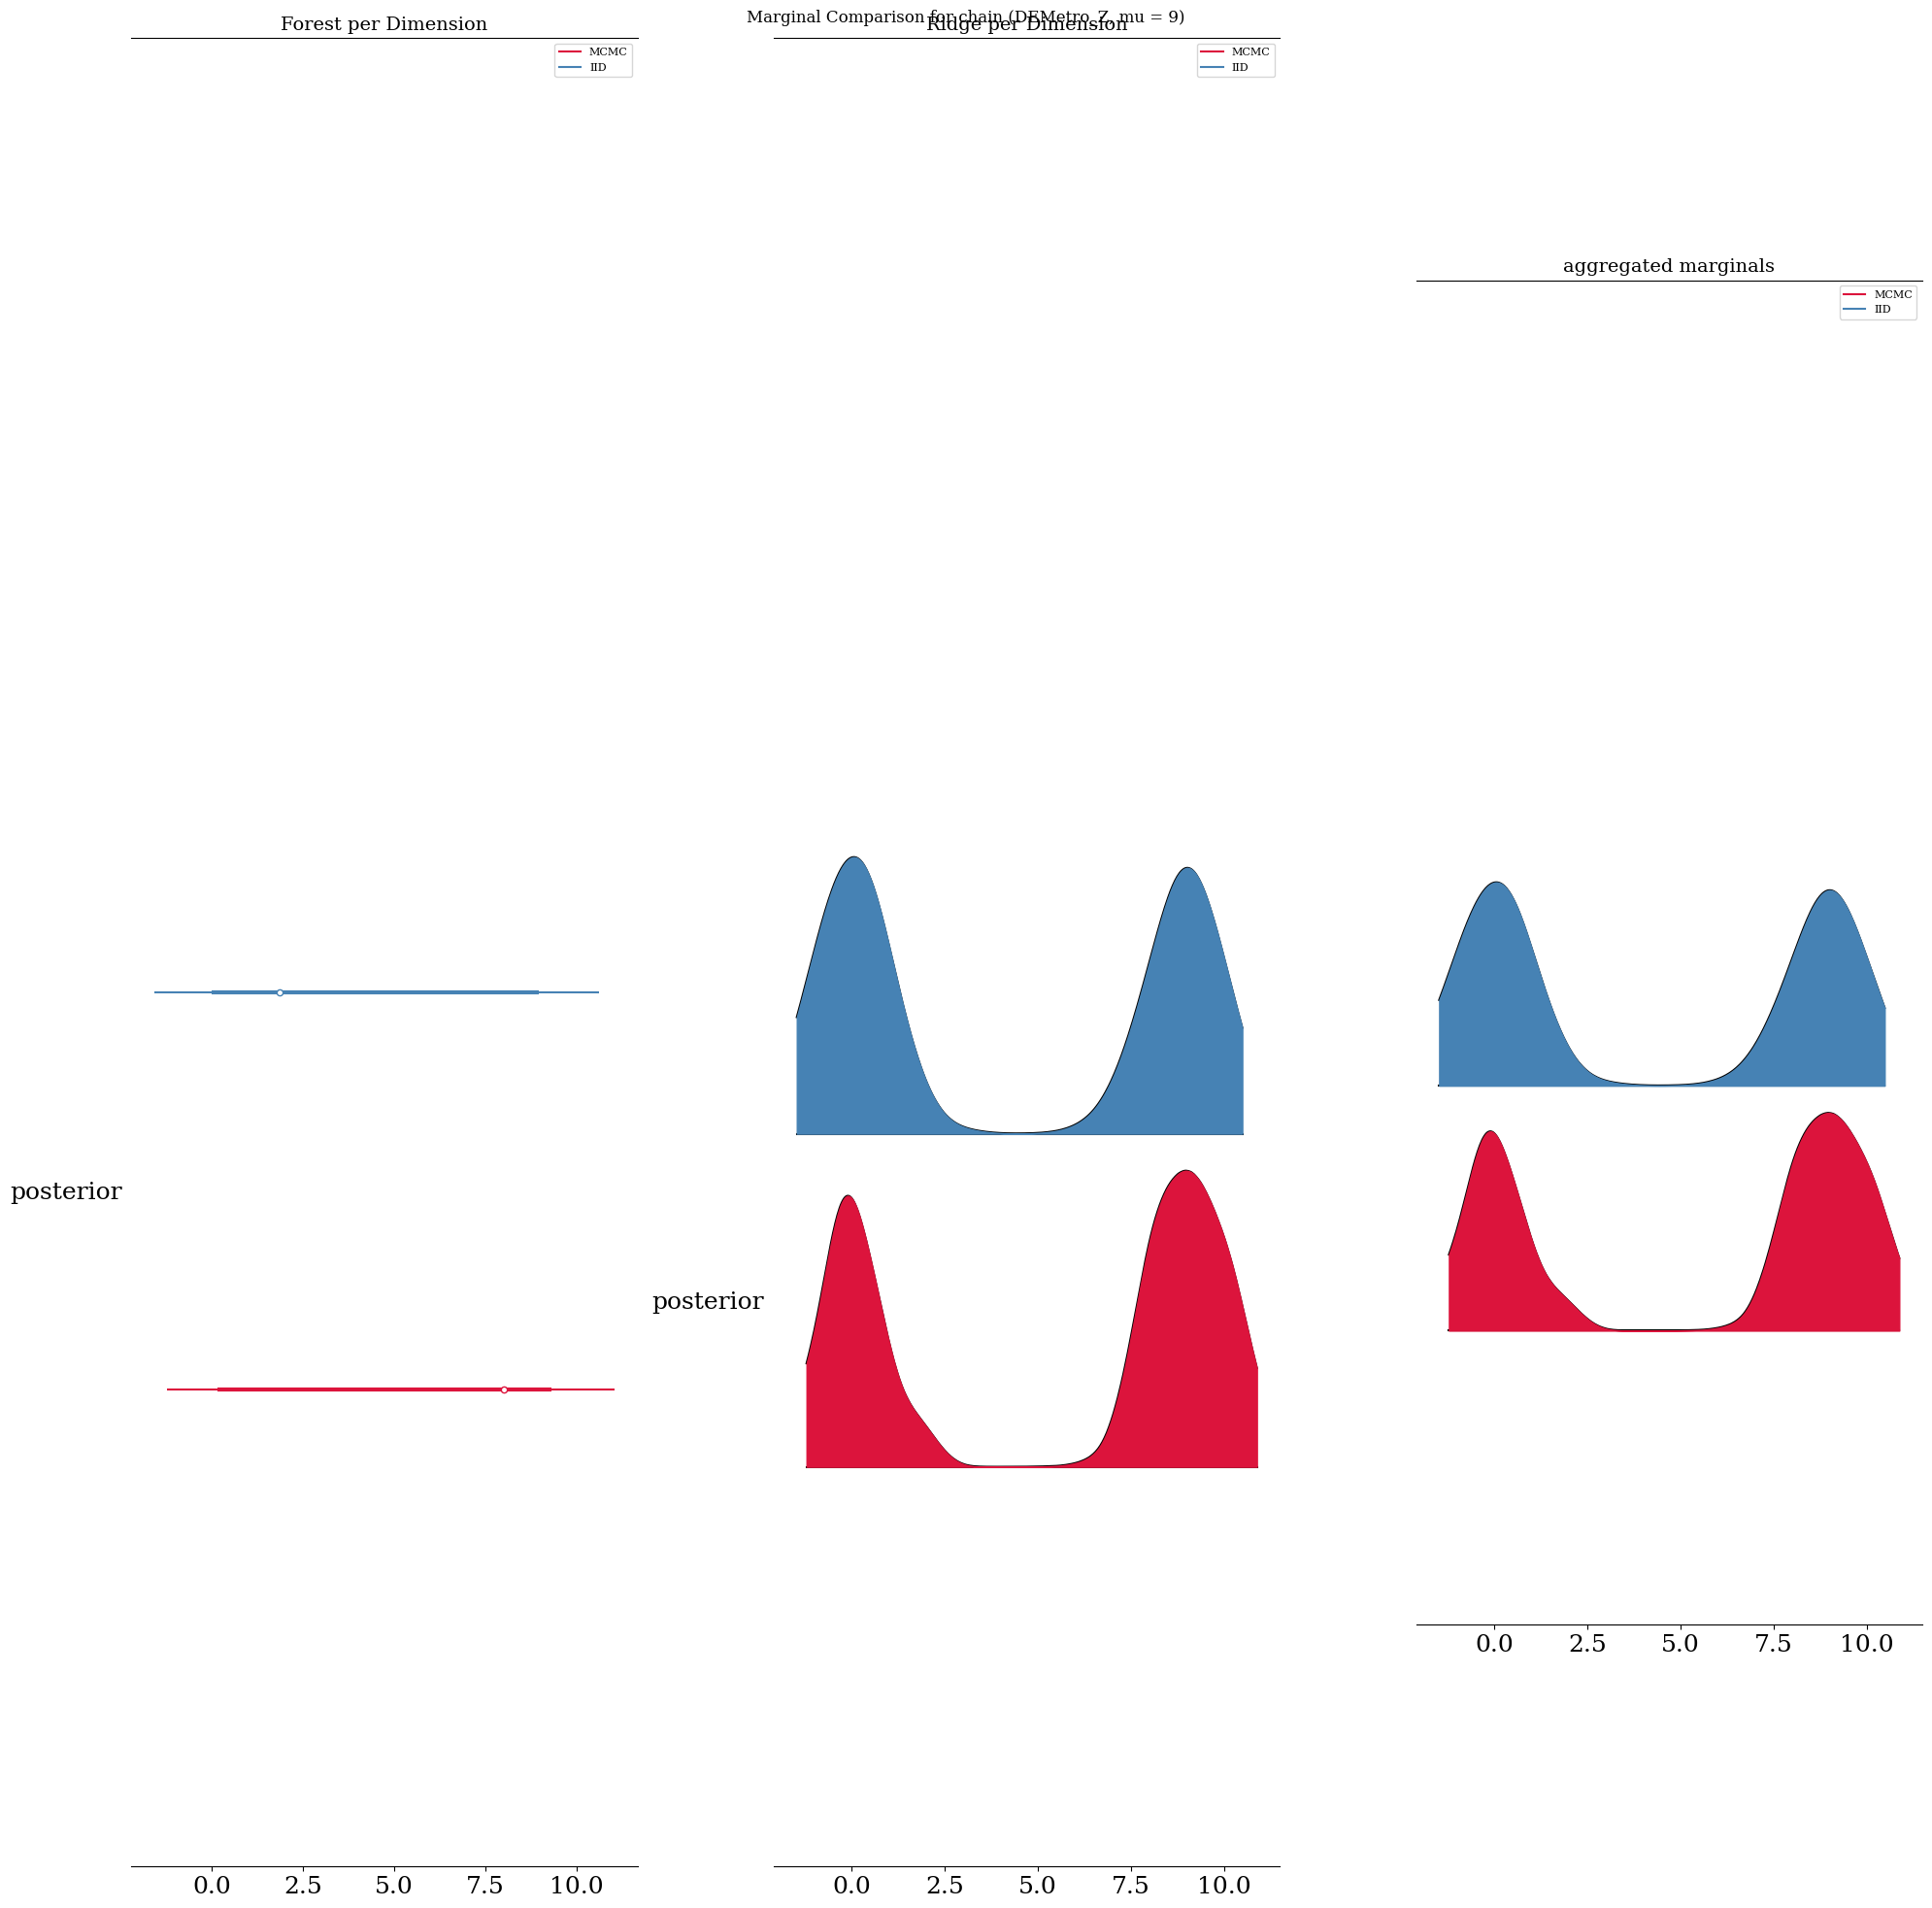 Marginal Comparison for chain (DEMetro_Z, mu = 9)
Forest per Dimension
MCMC
IID
posterior
0.0 2.5 5.0 7.5 10.0
Ridge per Dimension
MCMC
IID
posterior
0.0 2.5 5.0 7.5 10.0
aggregated marginals
MCMC
IID
0.0 2.5 5.0 7.5 10.0